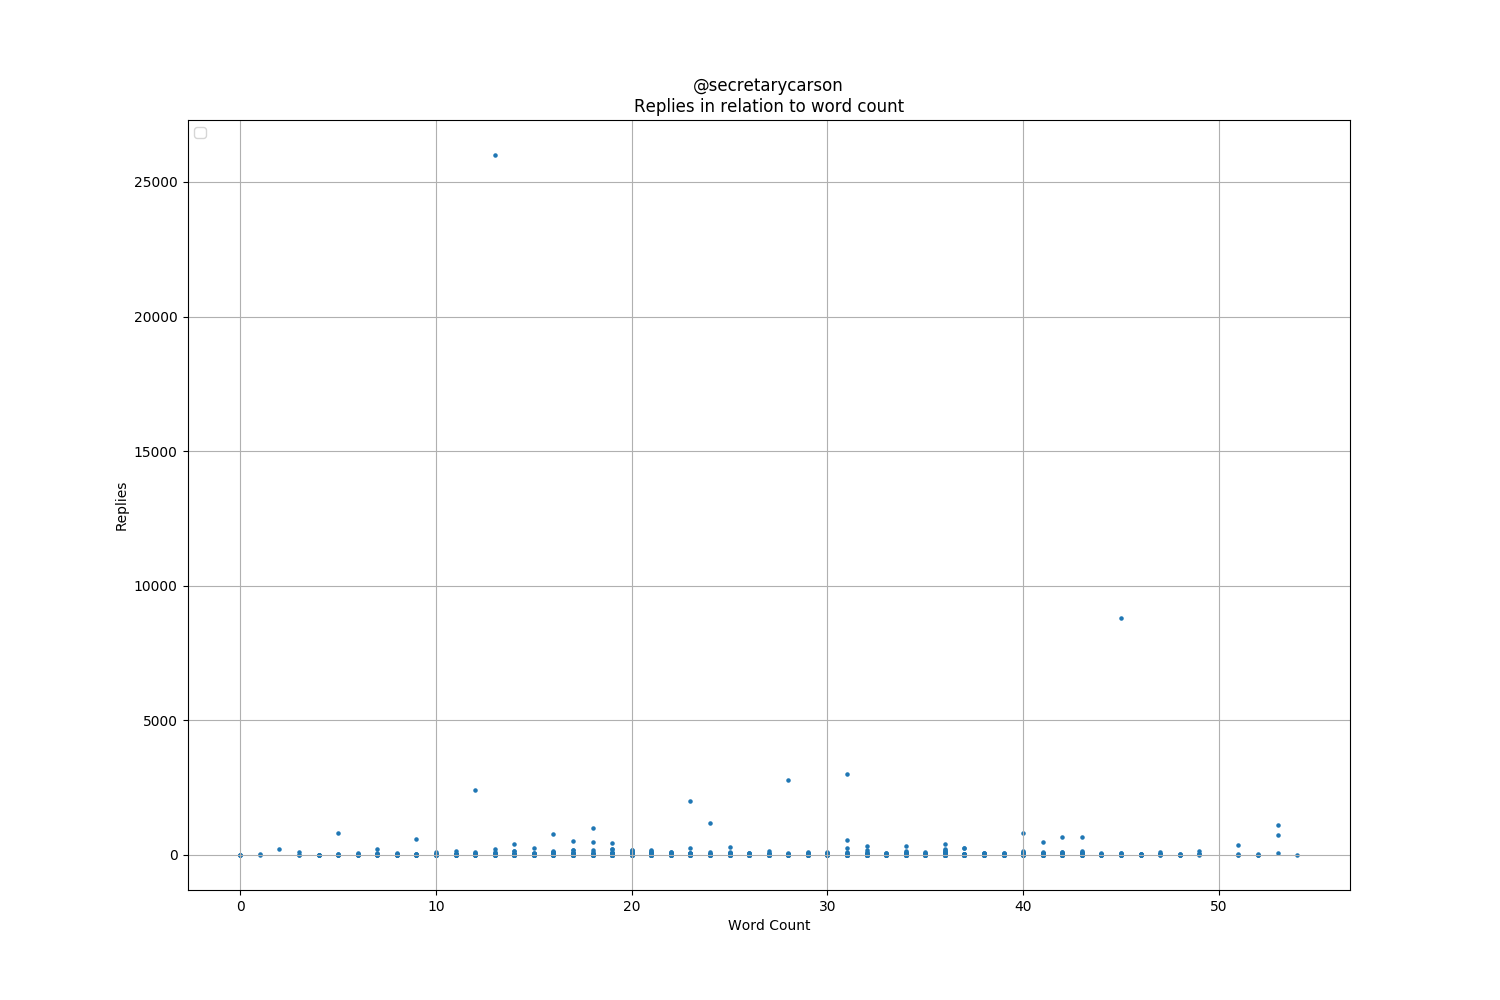 @secretarycarson
Replies in relation to word count
25000
20000
15000
10000
5000
0
Replies
0 10 20 30 40 50
Word Count